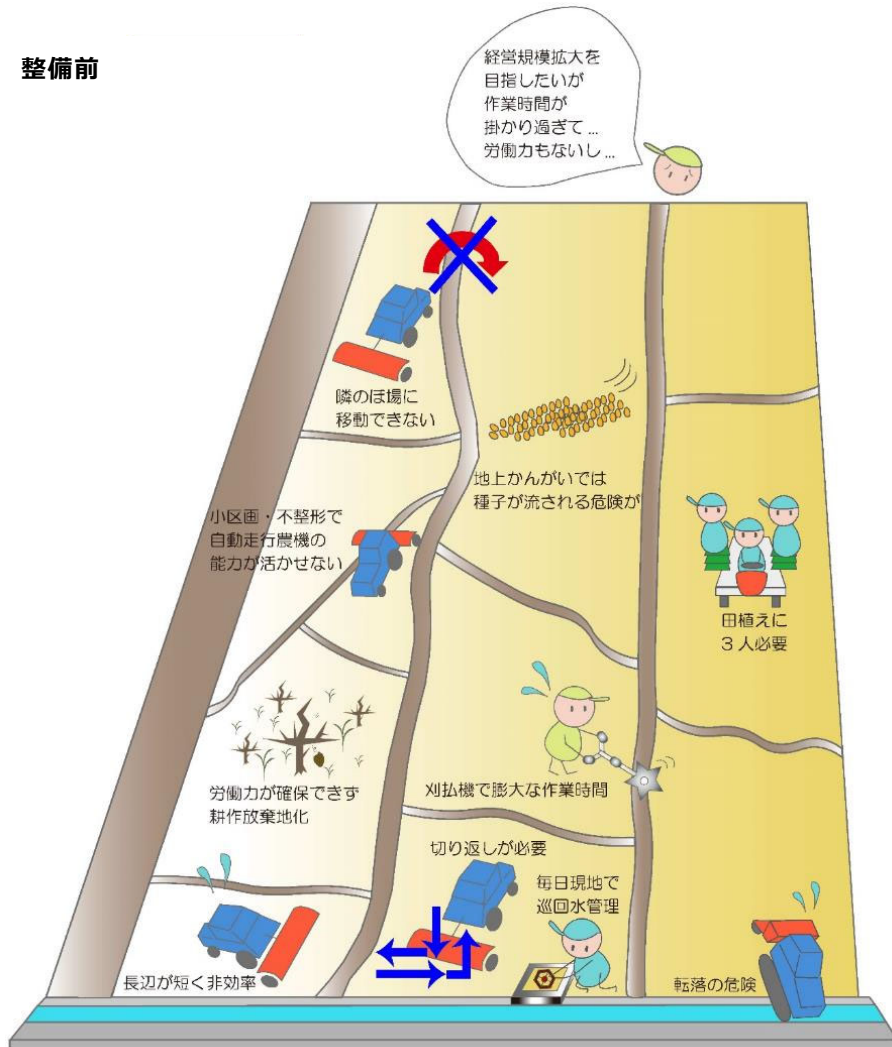 整備前
経営規模拡大を
目指したいが
作業時間が
掛かり過ぎて...
労働力もないし...
隣のほ場に
移動できない
地上かんがいでは
種子が流される危険が
小区画・不整形で
自動走行農機の
能力が活かせない
田植えに
3人必要
労働力が確保できず
耕作放棄地化
刈払機で膨大な作業時間
切り返しが必要
毎日現地で
巡回水管理
長辺が短く非効率
転落の危険